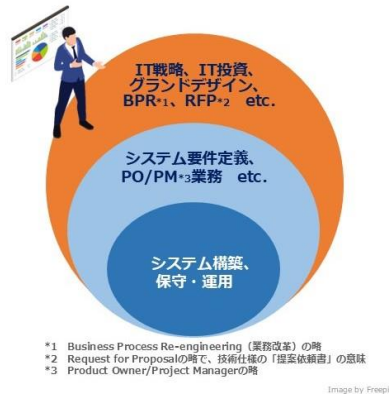 IT戦略、IT投資、
グランドデザイン、
BPR*1、RFP*2 etc.
システム要件定義、
PO/PM*3業務 etc.
システム構築、
保守・運用
*1 Business Process Re-engineering（業務改革）の略
*2 Request for Proposalの略で、技術仕様の「提案依頼書」の意味
*3 Product Owner/Project Managerの略
Image by Freepi